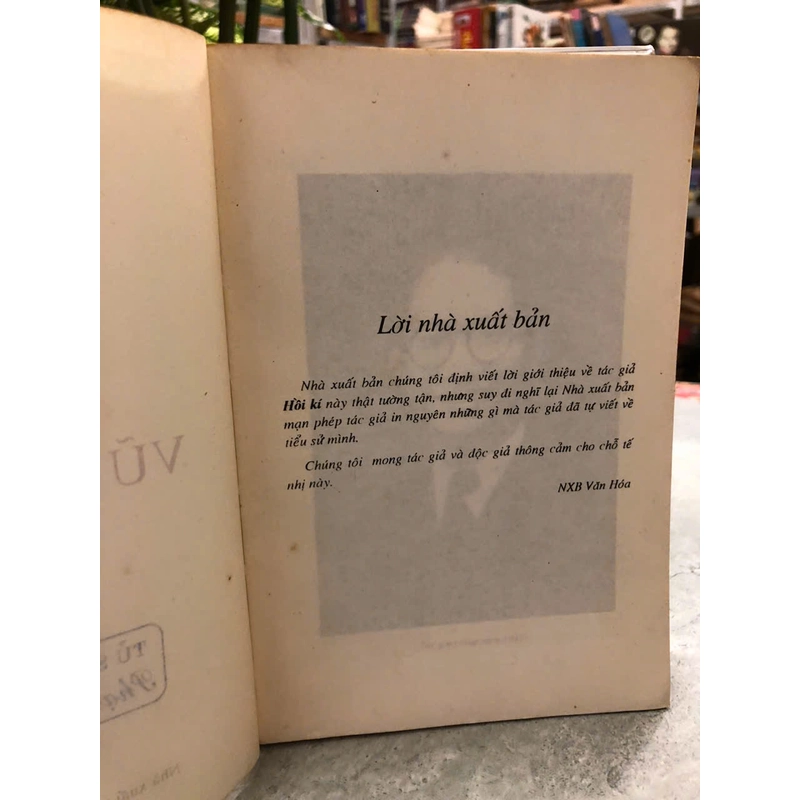 Lời nhà xuất bản
Nhà xuất bản chúng tôi định viết lời giới thiệu về tác giả
Hồi kí này thật tường tận, nhưng suy đi nghĩ lại Nhà xuất bản
mạn phép tác giả in nguyên những gì mà tác giả đã tự viết về
tiểu sử mình.
Chúng tôi mong tác giả và độc giả thông cảm cho chỗ tế
nhị này.
NXB Văn Hóa
VŨ
TỦ S
Nhà xuất